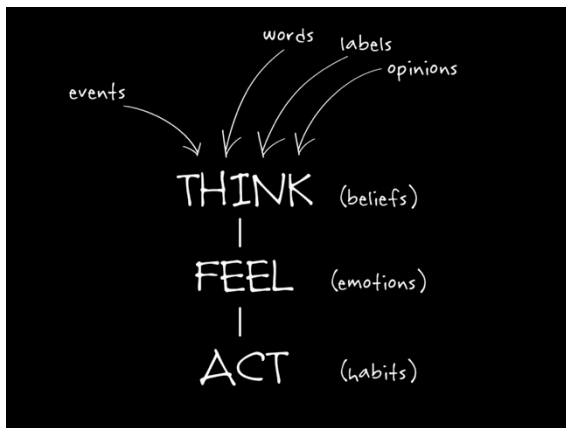 words
labels
opinions
events
THINK (beliefs)
FEEL (emotions)
ACT (habits)